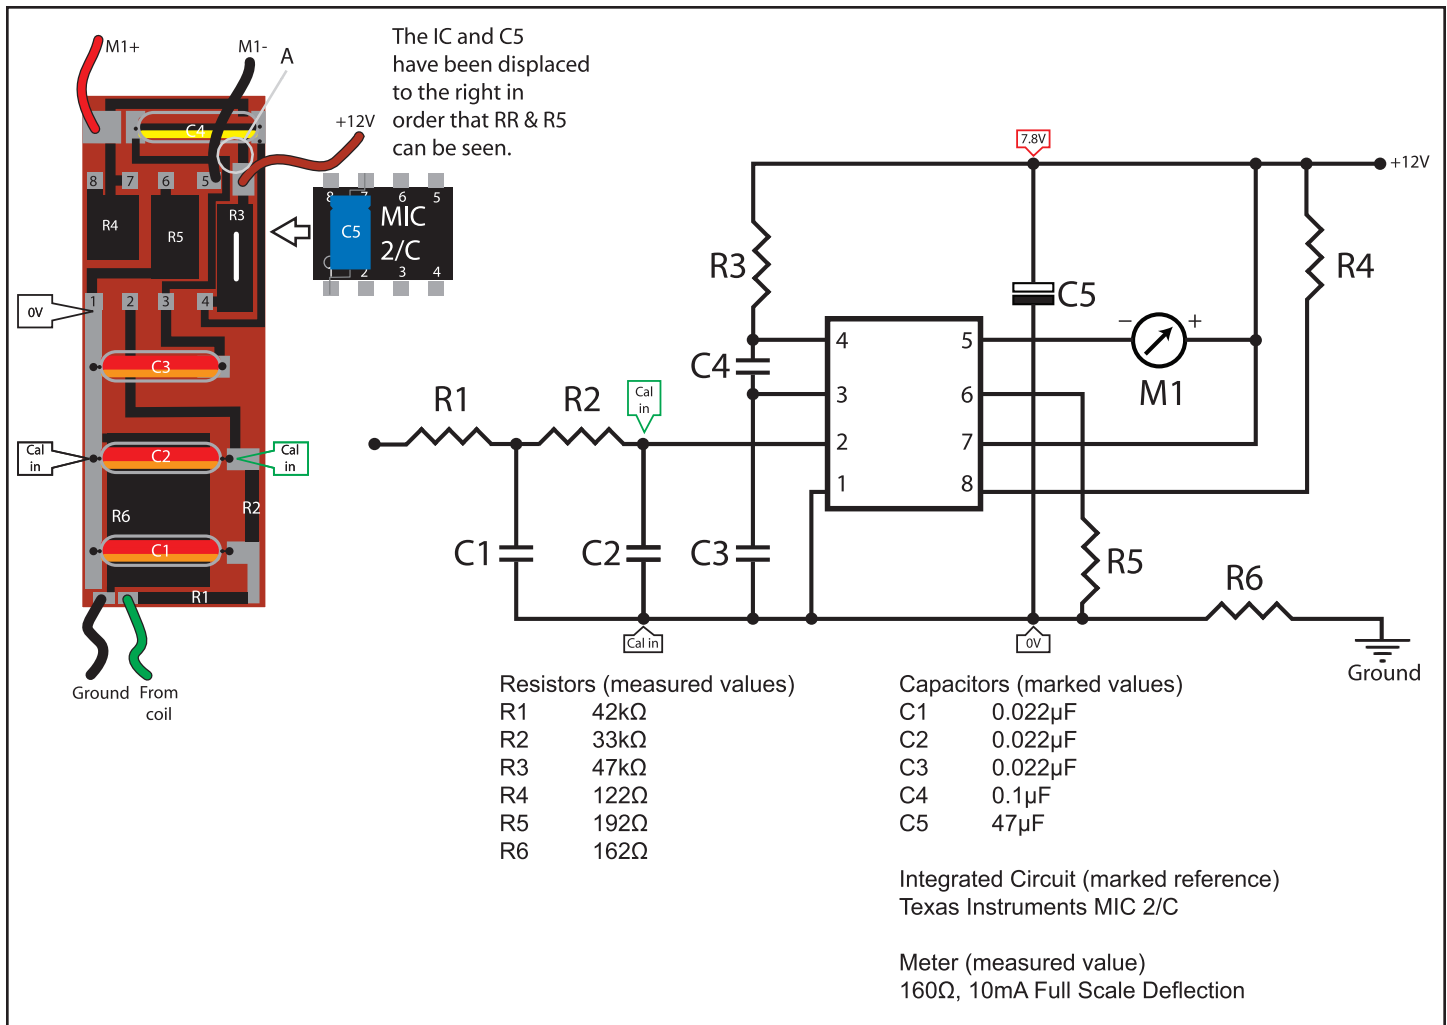 M1+
M1-
A
+12V
The IC and C5
have been displaced
to the right in
order that RR & R5
can be seen.
C4
8 7 6 5
R4
R5
R3
8 7 6 5
MIC
2/C
C5
1 2 3 4
1 2 3 4
0V
C3
Cal
in
C2
Cal
in
R6
R2
C1
R1
Ground
From
coil
7.8V
+12V
R3
C5
R4
4
5
−
+
M1
C4
3
6
R1
R2
Cal
in
2
7
1
8
C1
C2
C3
R5
R6
Cal in
0V
Ground
Resistors (measured values)
R1 42kΩ
R2 33kΩ
R3 47kΩ
R4 122Ω
R5 192Ω
R6 162Ω
Capacitors (marked values)
C1 0.022µF
C2 0.022µF
C3 0.022µF
C4 0.1µF
C5 47µF
Integrated Circuit (marked reference)
Texas Instruments MIC 2/C
Meter (measured value)
160Ω, 10mA Full Scale Deflection